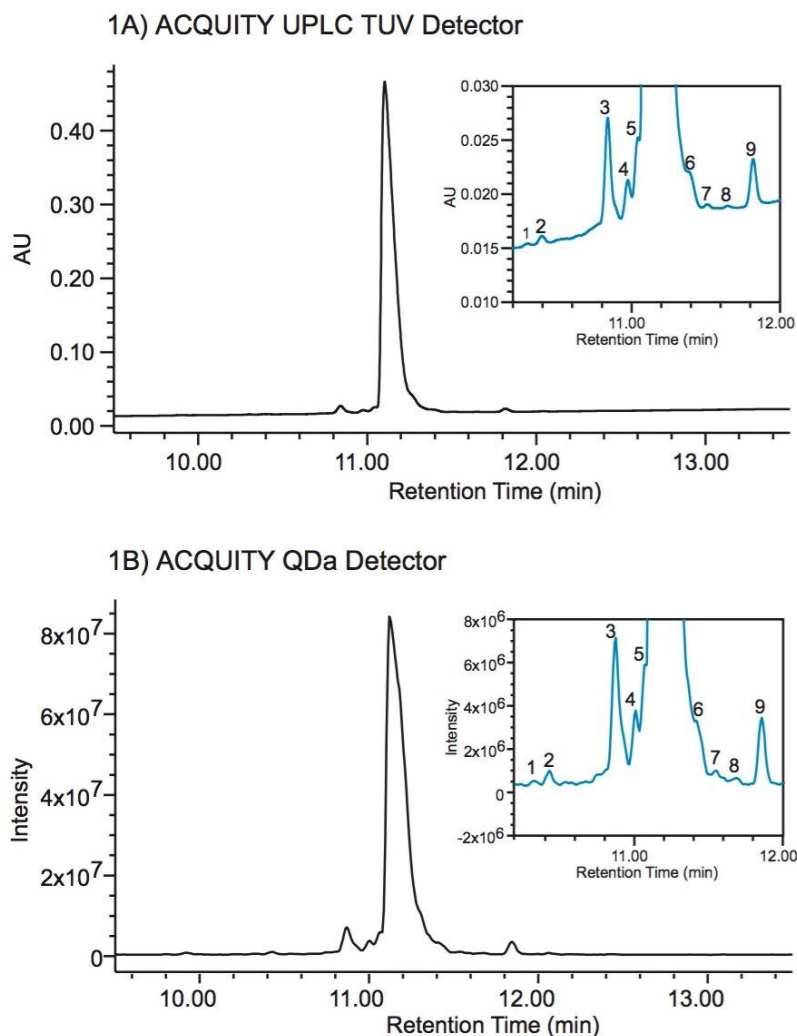 1A) ACQUITY UPLC TUV Detector
AU
0.40
0.30
0.20
0.10
0.00
10.00 11.00 12.00 13.00
Retention Time (min)
AU
0.030
0.025
0.020
0.015
0.010
1 2 3 4 5 6 7 8 9
11.00 12.00
Retention Time (min)
1B) ACQUITY QDa Detector
Intensity
8x10⁷
6x10⁷
4x10⁷
2x10⁷
0
10.00 11.00 12.00 13.00
Retention Time (min)
Intensity
8x10⁶
6x10⁶
4x10⁶
2x10⁶
0
-2x10⁶
1 2 3 4 5 6 7 8 9
11.00 12.00
Retention Time (min)